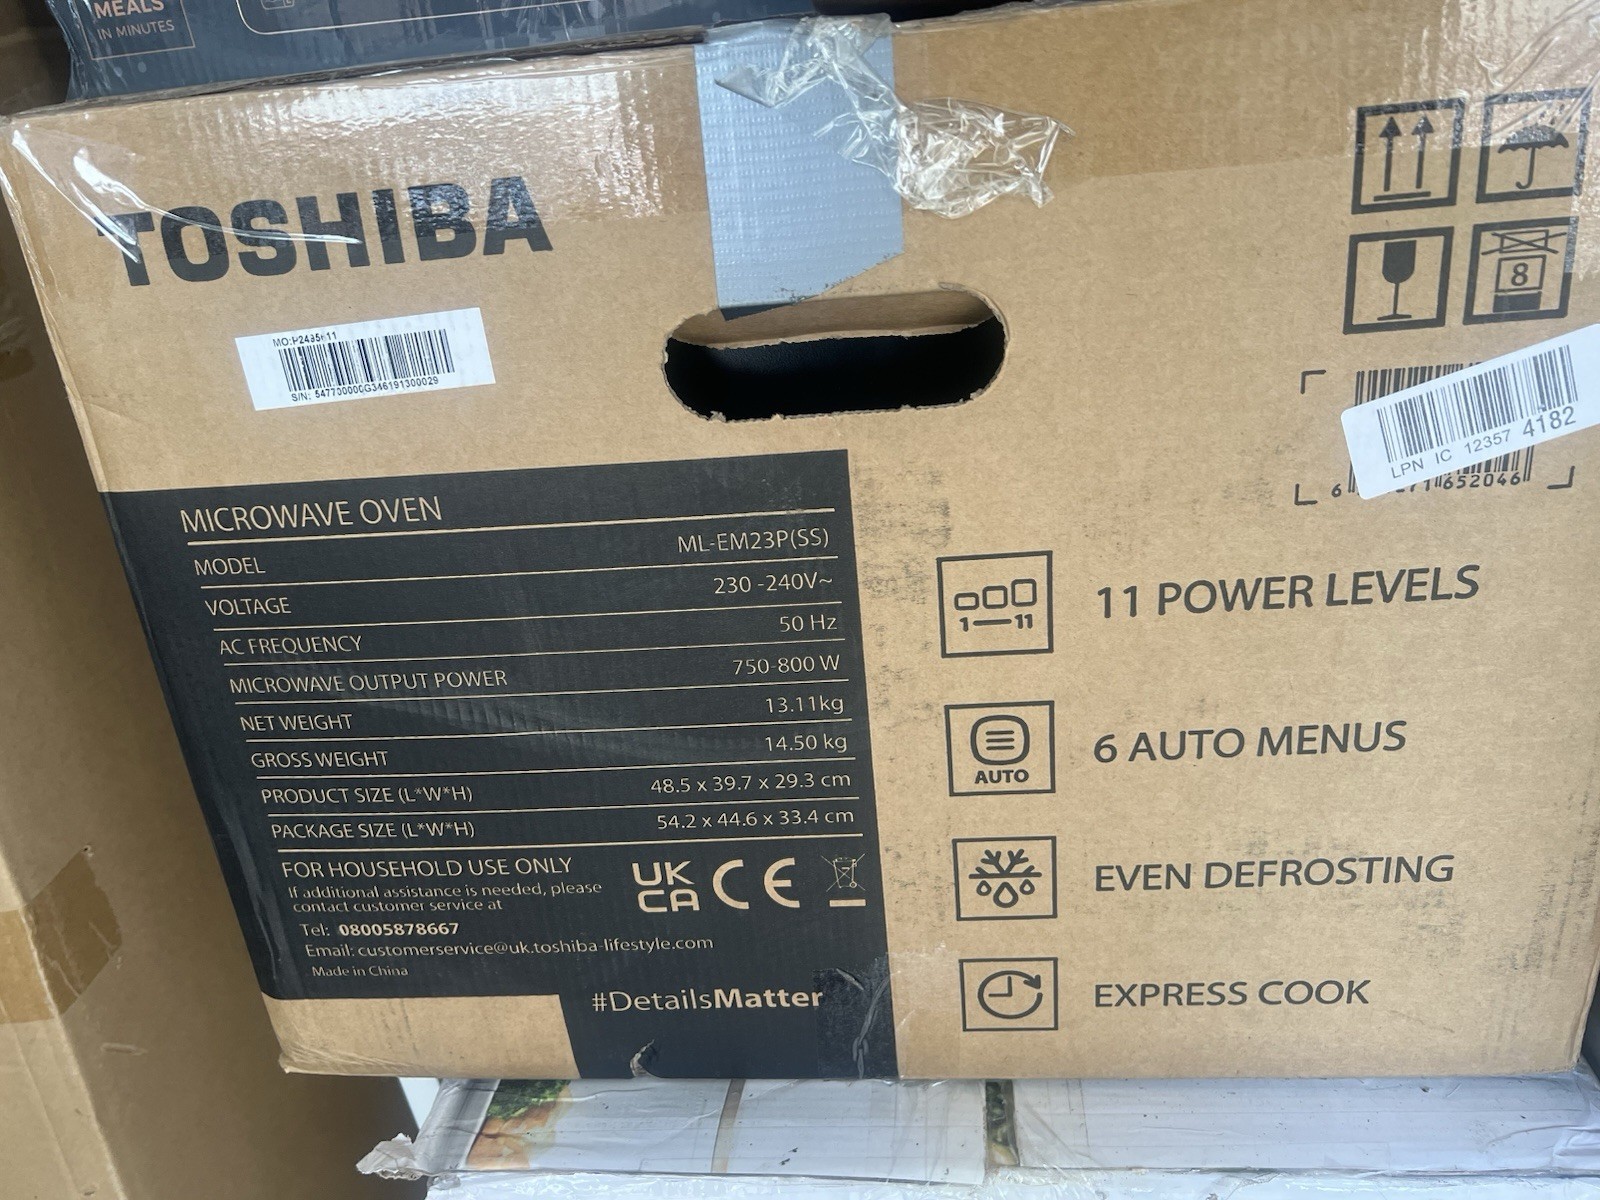 MEALS
IN MINUTES
TOSHIBA
S/N: 547700000G346191300029
8
LPN IC 12357 4182
652046
MICROWAVE OVEN
MODEL ML-EM23P(SS)
VOLTAGE 230 -240V~
AC FREQUENCY 50 Hz
MICROWAVE OUTPUT POWER 750-800 W
NET WEIGHT 13.11kg
GROSS WEIGHT 14.50 kg
PRODUCT SIZE (L*W*H) 48.5 x 39.7 x 29.3 cm
PACKAGE SIZE (L*W*H) 54.2 x 44.6 x 33.4 cm
FOR HOUSEHOLD USE ONLY
If additional assistance is needed, please
contact customer service at
Tel: 08005878667
Email: customerservice@uk.toshiba-lifestyle.com
Made in China
UK
CA CE
#DetailsMatter
1—11
11 POWER LEVELS
AUTO
6 AUTO MENUS
EVEN DEFROSTING
EXPRESS COOK